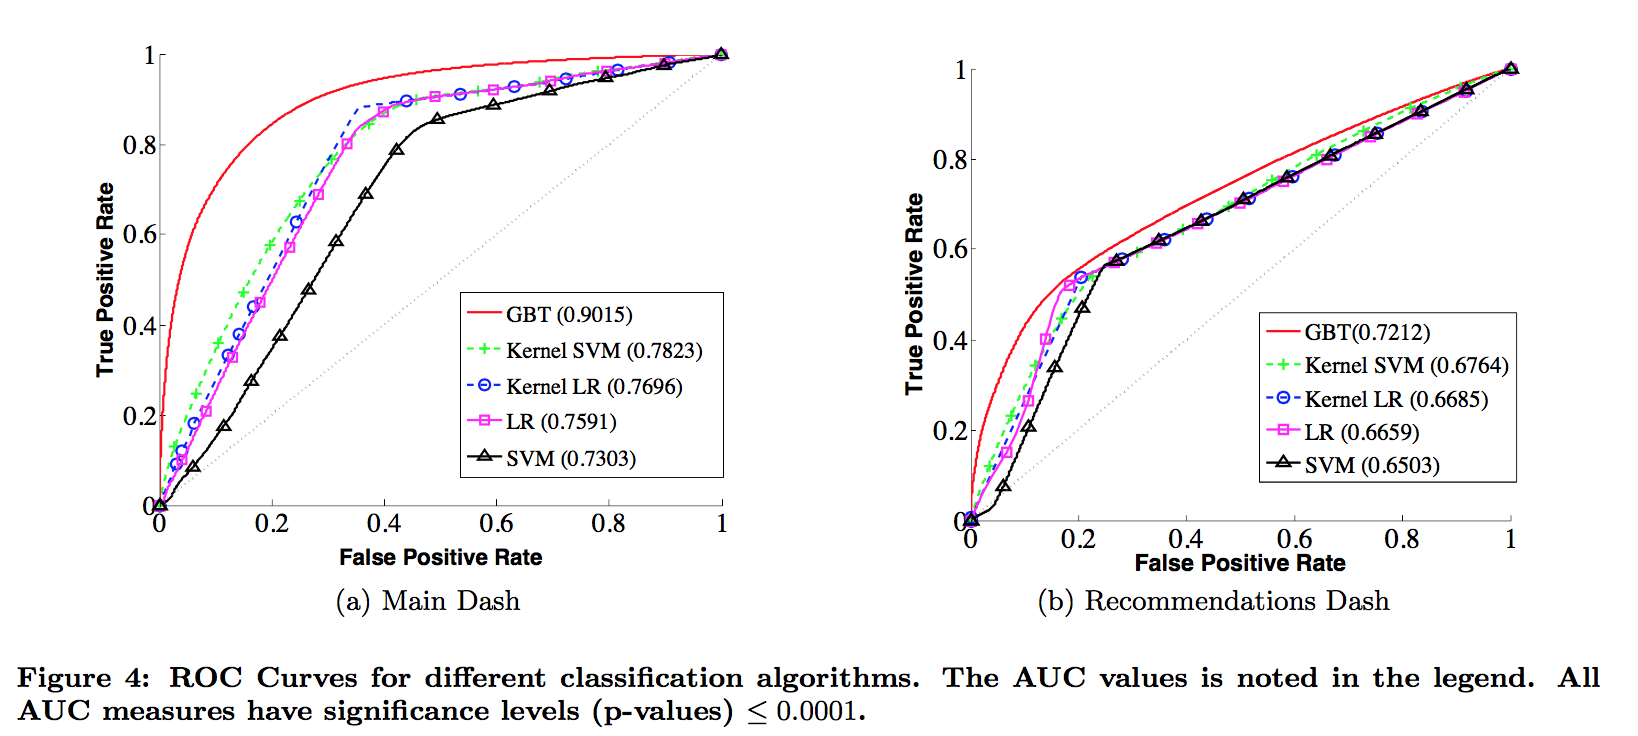 1
0.8
0.6
0.4
0.2
0
0 0.2 0.4 0.6 0.8 1
True Positive Rate
False Positive Rate
GBT (0.9015)
Kernel SVM (0.7823)
Kernel LR (0.7696)
LR (0.7591)
SVM (0.7303)
(a) Main Dash
1
0.8
0.6
0.4
0.2
0
0 0.2 0.4 0.6 0.8 1
True Positive Rate
False Positive Rate
GBT(0.7212)
Kernel SVM (0.6764)
Kernel LR (0.6685)
LR (0.6659)
SVM (0.6503)
(b) Recommendations Dash
Figure 4: ROC Curves for different classification algorithms. The AUC values is noted in the legend. All
AUC measures have significance levels (p-values) ≤ 0.0001.